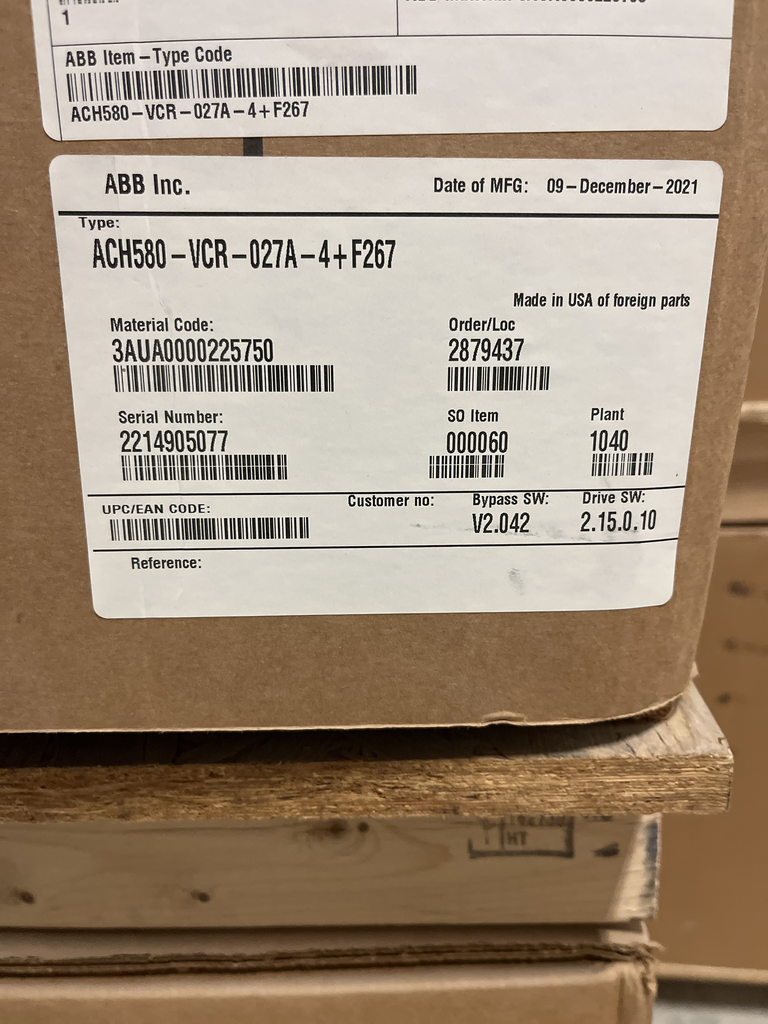 1
ABB Item-Type Code
ACH580-VCR-027A-4+F267
ABB Inc.
Date of MFG: 09-December-2021
Type:
ACH580-VCR-027A-4+F267
Made in USA of foreign parts
Material Code:
3AUA0000225750
Order/Loc
2879437
Serial Number:
2214905077
SO Item
000060
Plant
1040
UPC/EAN CODE:
Customer no:
Bypass SW:
V2.042
Drive SW:
2.15.0.10
Reference:
HT